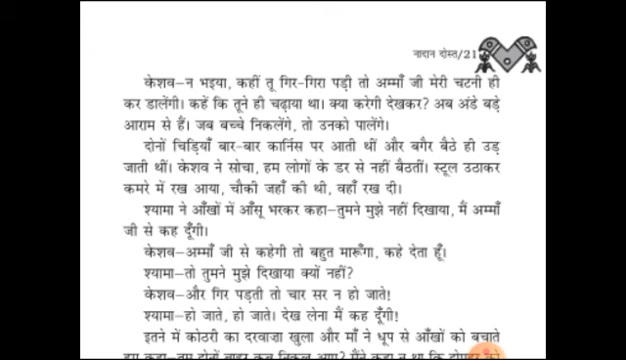 नादान दोस्त/21
केशव–न भइया, कहीं तू गिर-गिरा पड़ी तो अम्माँ जी मेरी चटनी ही
कर डालेंगी। कहें कि तूने ही चढ़ाया था। क्या करेगी देखकर? अब अंडे बड़े
आराम से हैं। जब बच्चे निकलेंगे, तो उनको पालेंगे।
दोनों चिड़ियाँ बार-बार कार्निस पर आती थीं और बगैर बैठे ही उड़
जाती थीं। केशव ने सोचा, हम लोगों के डर से नहीं बैठतीं। स्टूल उठाकर
कमरे में रख आया, चौकी जहाँ की थी, वहाँ रख दी।
श्यामा ने आँखों में आँसू भरकर कहा–तुमने मुझे नहीं दिखाया, मैं अम्माँ
जी से कह दूँगी।
केशव–अम्माँ जी से कहेगी तो बहुत मारूँगा, कहे देता हूँ।
श्यामा–तो तुमने मुझे दिखाया क्यों नहीं?
केशव–और गिर पड़ती तो चार सर न हो जाते!
श्यामा–हो जाते, हो जाते। देख लेना मैं कह दूँगी!
इतने में कोठरी का दरवाज़ा खुला और माँ ने धूप से आँखों को बचाते